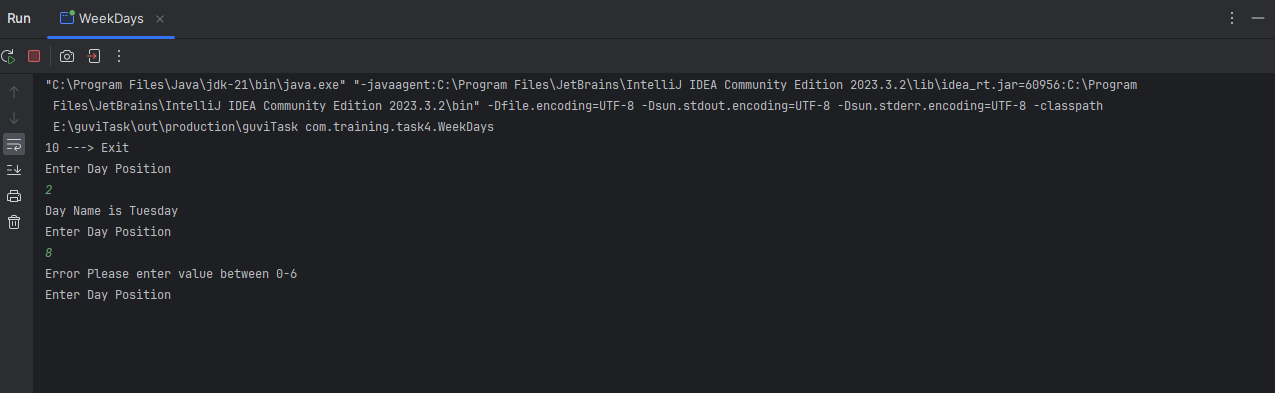 Run WeekDays
"C:\Program Files\Java\jdk-21\bin\java.exe" "-javaagent:C:\Program Files\JetBrains\IntelliJ IDEA Community Edition 2023.3.2\lib\idea_rt.jar=60956:C:\Program
Files\JetBrains\IntelliJ IDEA Community Edition 2023.3.2\bin" -Dfile.encoding=UTF-8 -Dsun.stdout.encoding=UTF-8 -Dsun.stderr.encoding=UTF-8 -classpath
E:\guviTask\out\production\guviTask com.training.task4.WeekDays
10 ---> Exit
Enter Day Position
2
Day Name is Tuesday
Enter Day Position
8
Error Please enter value between 0-6
Enter Day Position